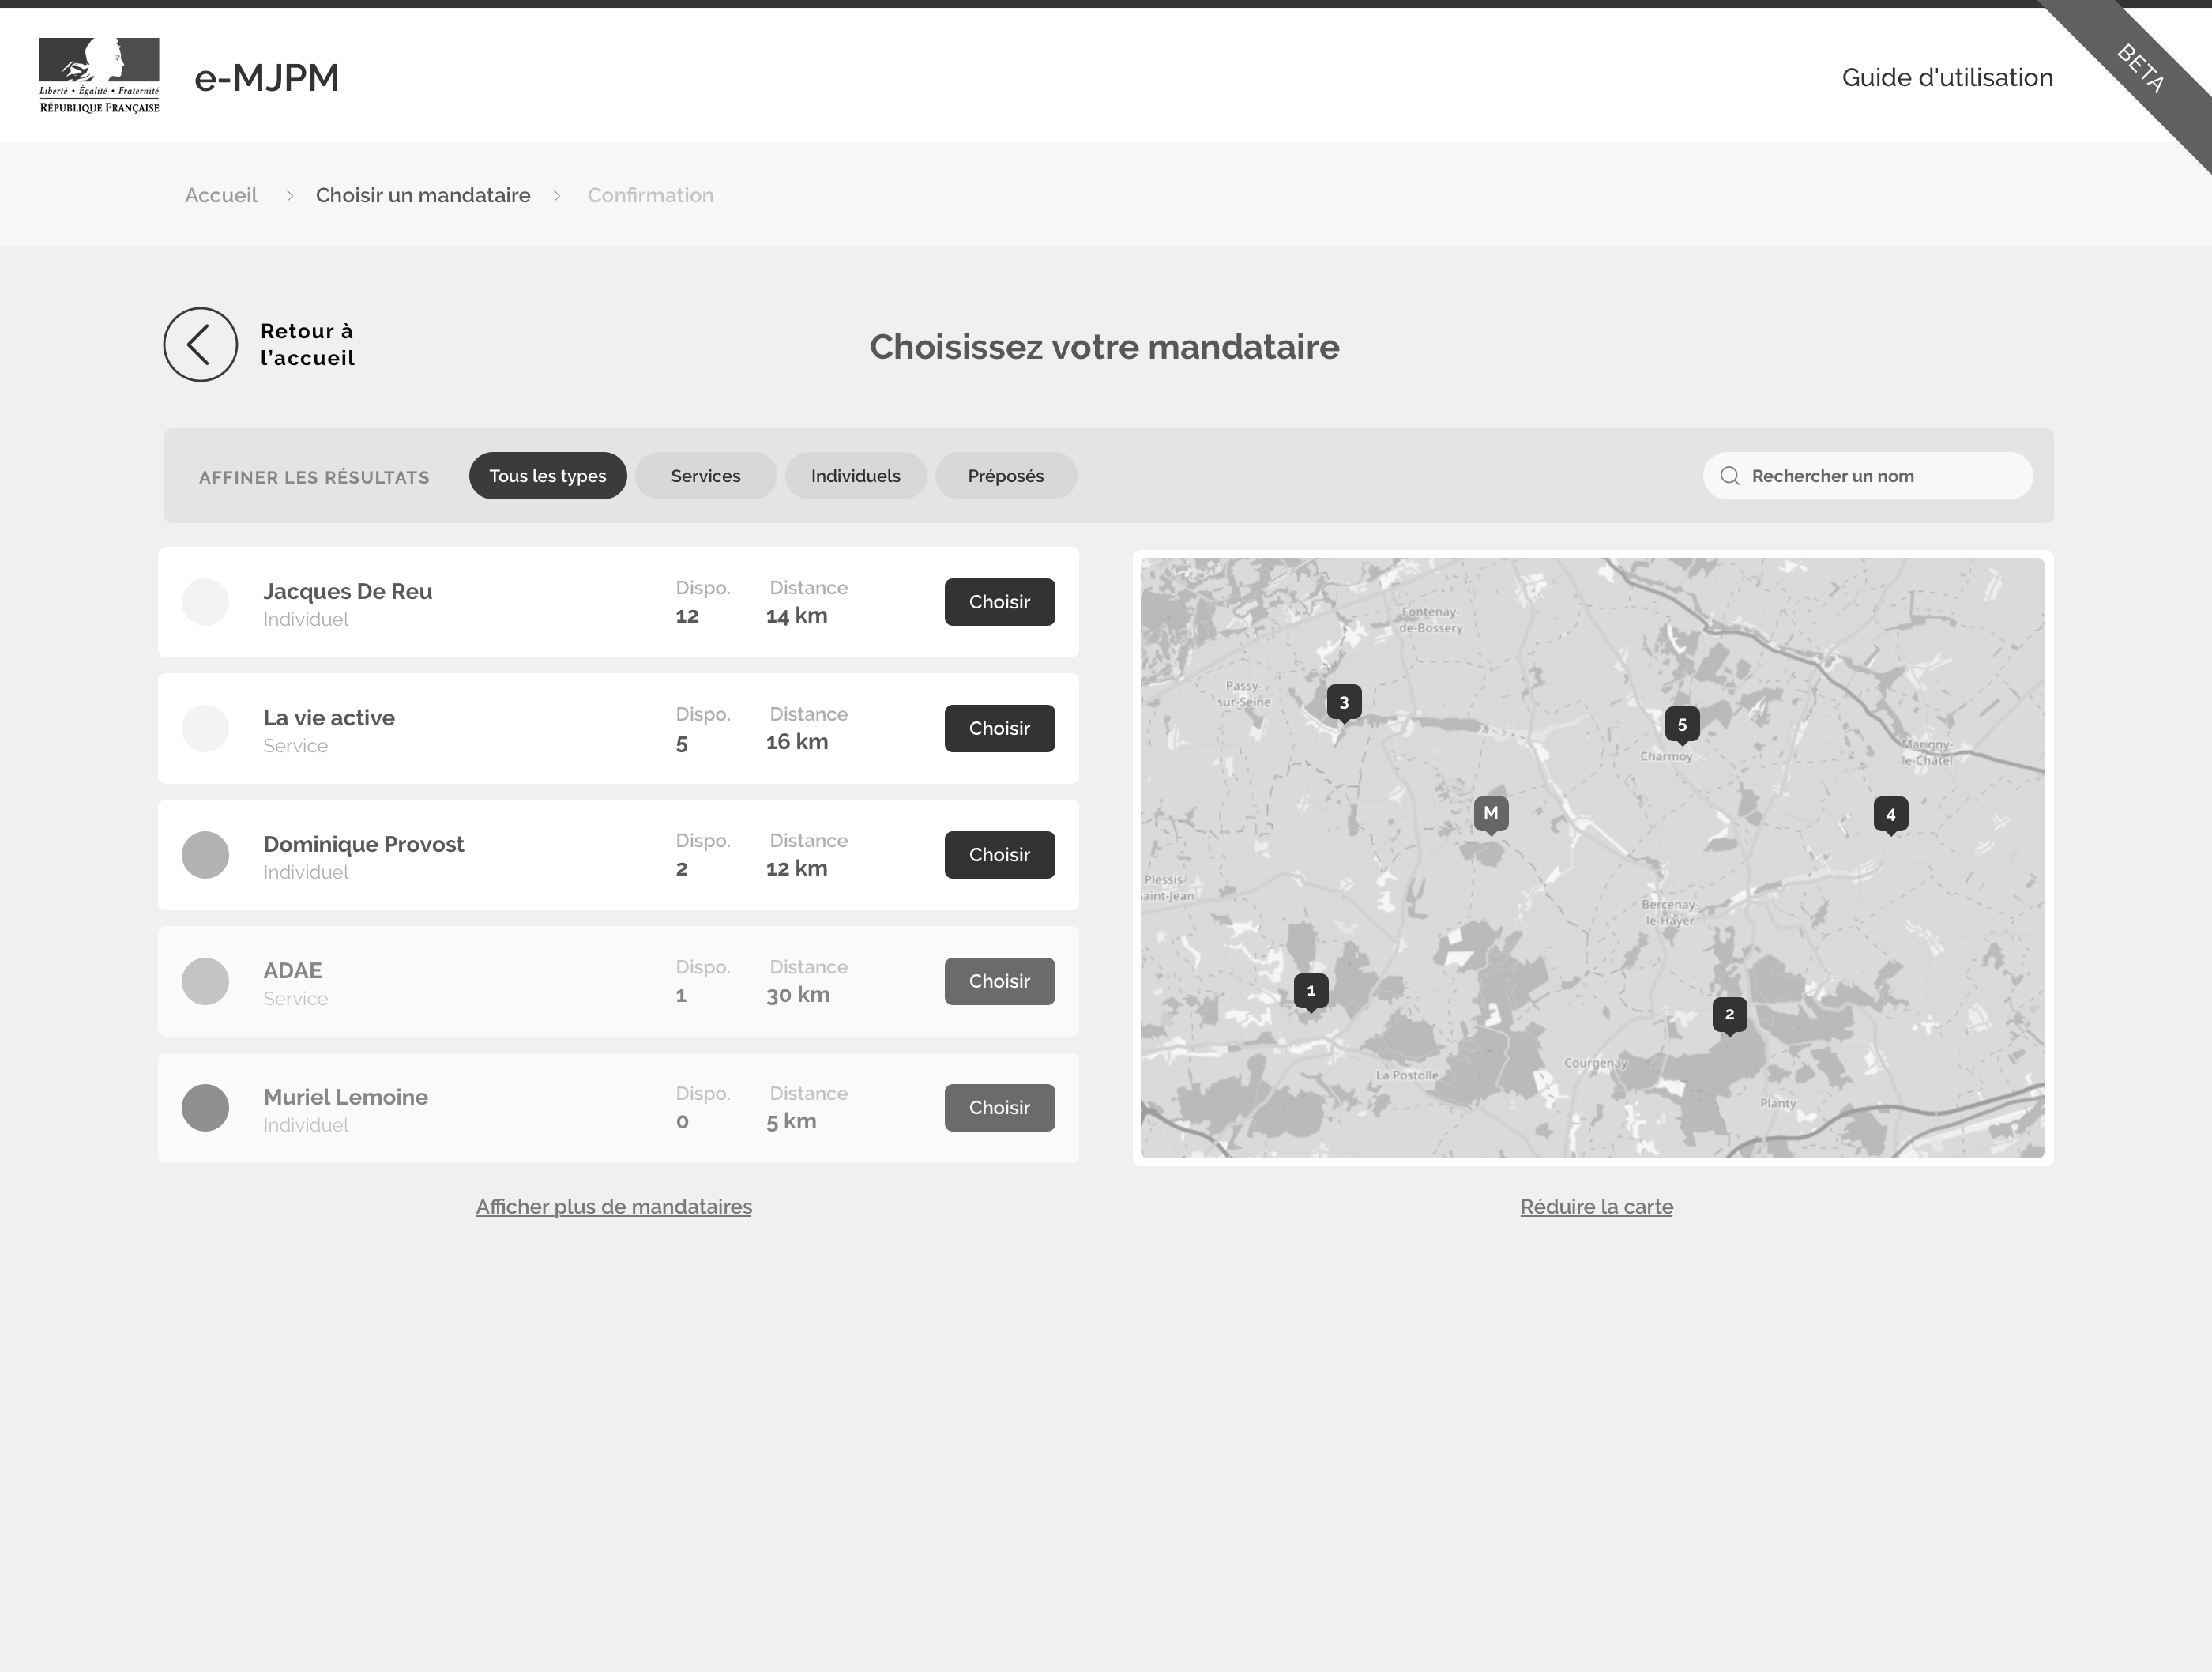 BETA
Liberté • Égalité • Fraternité
RÉPUBLIQUE FRANÇAISE
e-MJPM
Guide d'utilisation
Accueil
Choisir un mandataire
Confirmation
Retour à
l’accueil
Choisissez votre mandataire
AFFINER LES RÉSULTATS
Tous les types
Services
Individuels
Préposés
Rechercher un nom
Jacques De Reu
Individuel
Dispo.
12
Distance
14 km
Choisir
La vie active
Service
Dispo.
5
Distance
16 km
Choisir
Dominique Provost
Individuel
Dispo.
2
Distance
12 km
Choisir
ADAE
Service
Dispo.
1
Distance
30 km
Choisir
Muriel Lemoine
Individuel
Dispo.
0
Distance
5 km
Choisir
Afficher plus de mandataires
Fontenay-
de-Bossery
Passy-
sur-Seine
3
5
Charmoy
Marigny-
le-Châtel
M
4
Plessis-
Saint-Jean
Bercenay-
le-Hayer
1
2
Courgenay
La Postolle
Planty
Réduire la carte